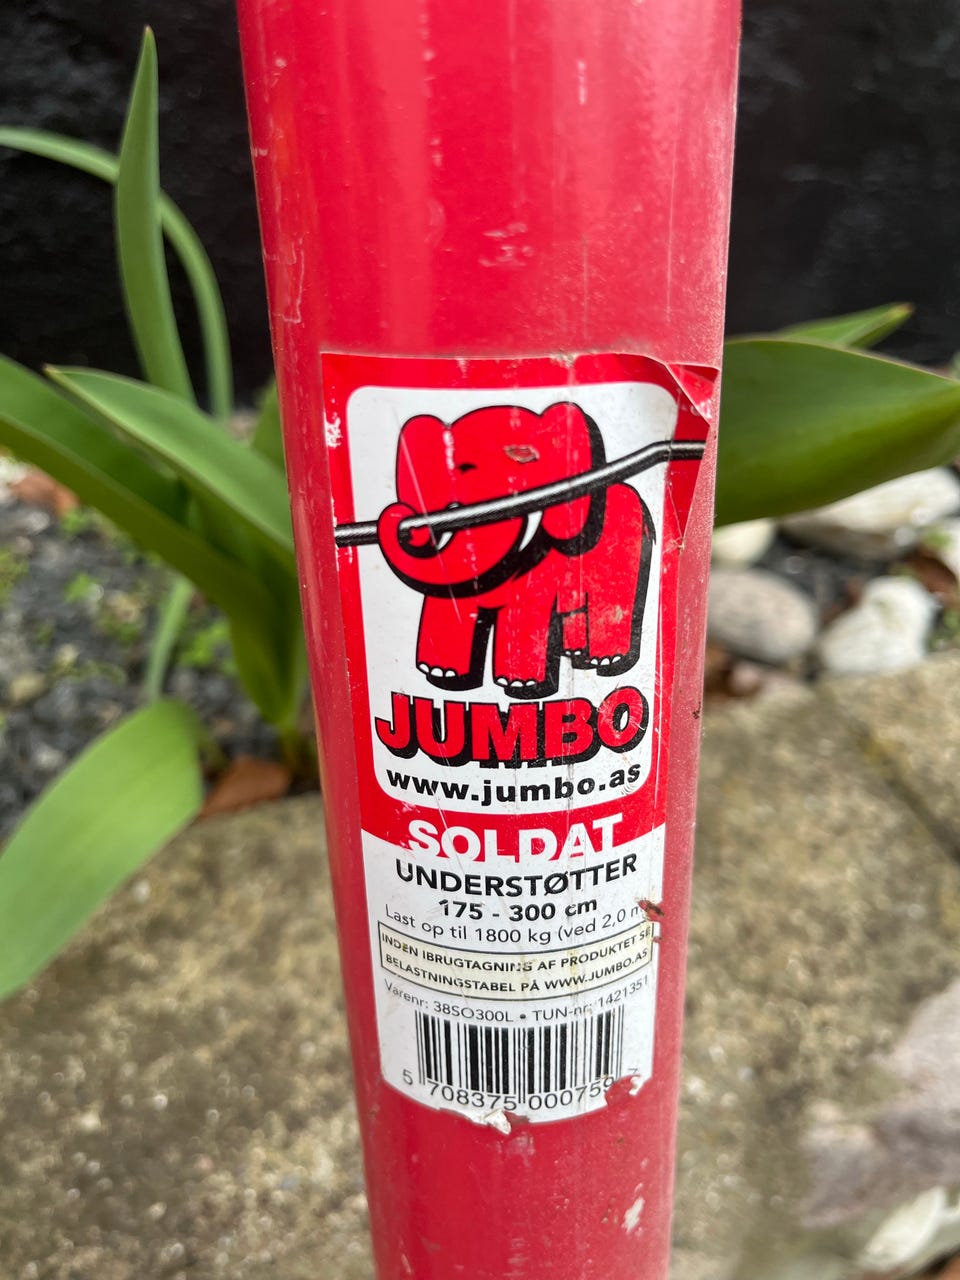 JUMBO
www.jumbo.as
SOLDAT
UNDERSTØTTER
175 - 300 cm
Last op til 1800 kg (ved 2,0
INDEN IBRUGTAGNING AF PRODUKTET SE
BELASTNINGSTABEL PÅ WWW.JUMBO.AS
Varenr: 38SO300L • TUN-nr: 1421351
5 708375 000759